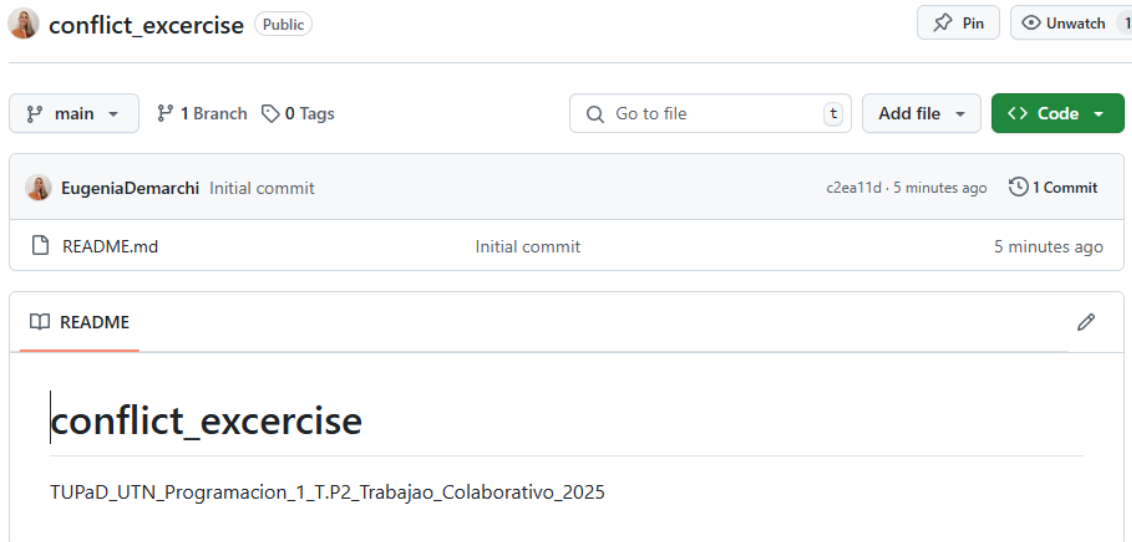 conflict_excercise Public Pin Unwatch 1
main 1 Branch 0 Tags Go to file t Add file Code
EugeniaDemarchi Initial commit c2ea11d · 5 minutes ago 1 Commit
README.md Initial commit 5 minutes ago
README
conflict_excercise
TUPaD_UTN_Programacion_1_T.P2_Trabajao_Colaborativo_2025